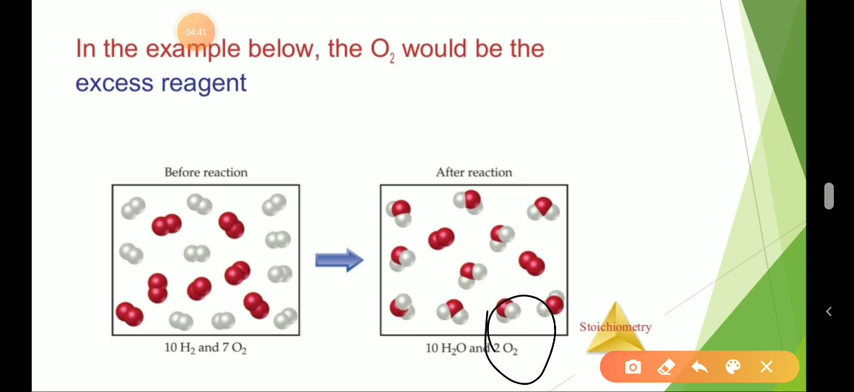 04:41
In the example below, the O₂ would be the
excess reagent
Before reaction
After reaction
10 H₂ and 7 O₂
10 H₂O and 2 O₂
Stoichiometry